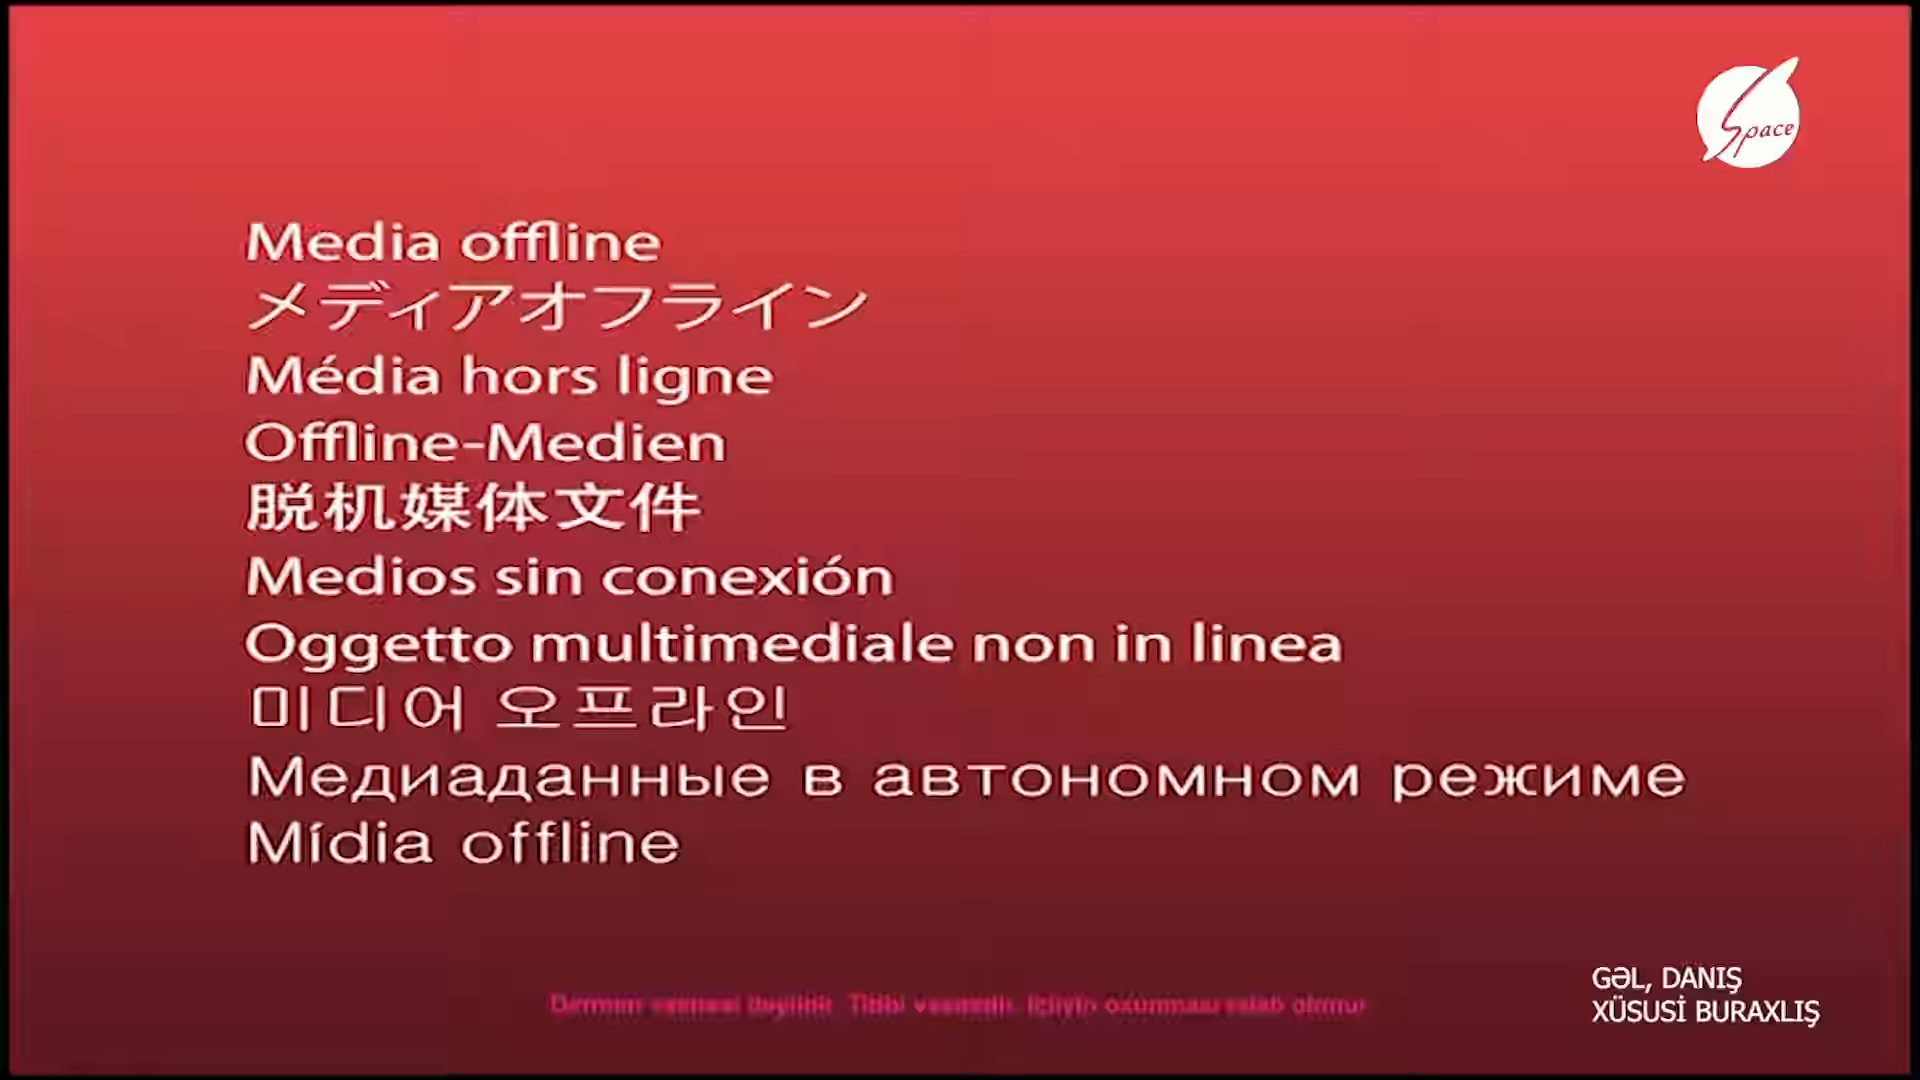 Space
Media offline
メディアオフライン
Média hors ligne
Offline-Medien
脱机媒体文件
Medios sin conexión
Oggetto multimediale non in linea
미디어 오프라인
Медиаданные в автономном режиме
Mídia offline
GƏL, DANIŞ
XÜSUSİ BURAXLIŞ